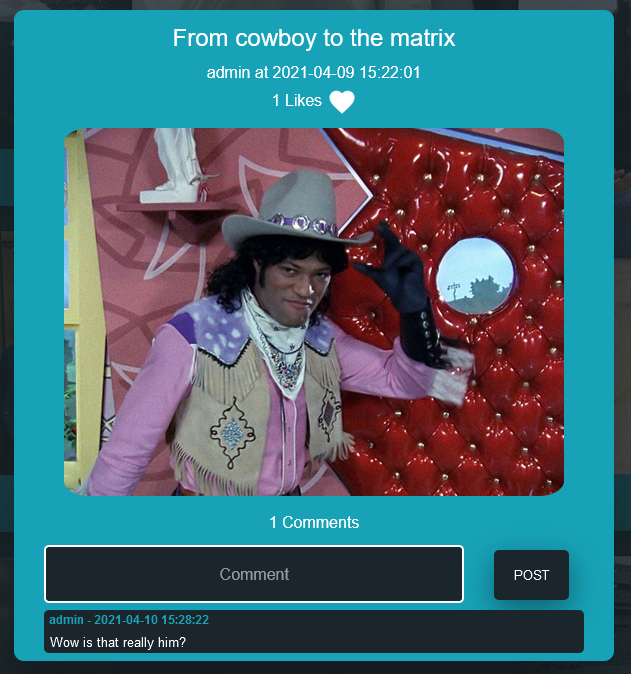 From cowboy to the matrix
admin at 2021-04-09 15:22:01
1 Likes
1 Comments
Comment
POST
admin - 2021-04-10 15:28:22
Wow is that really him?